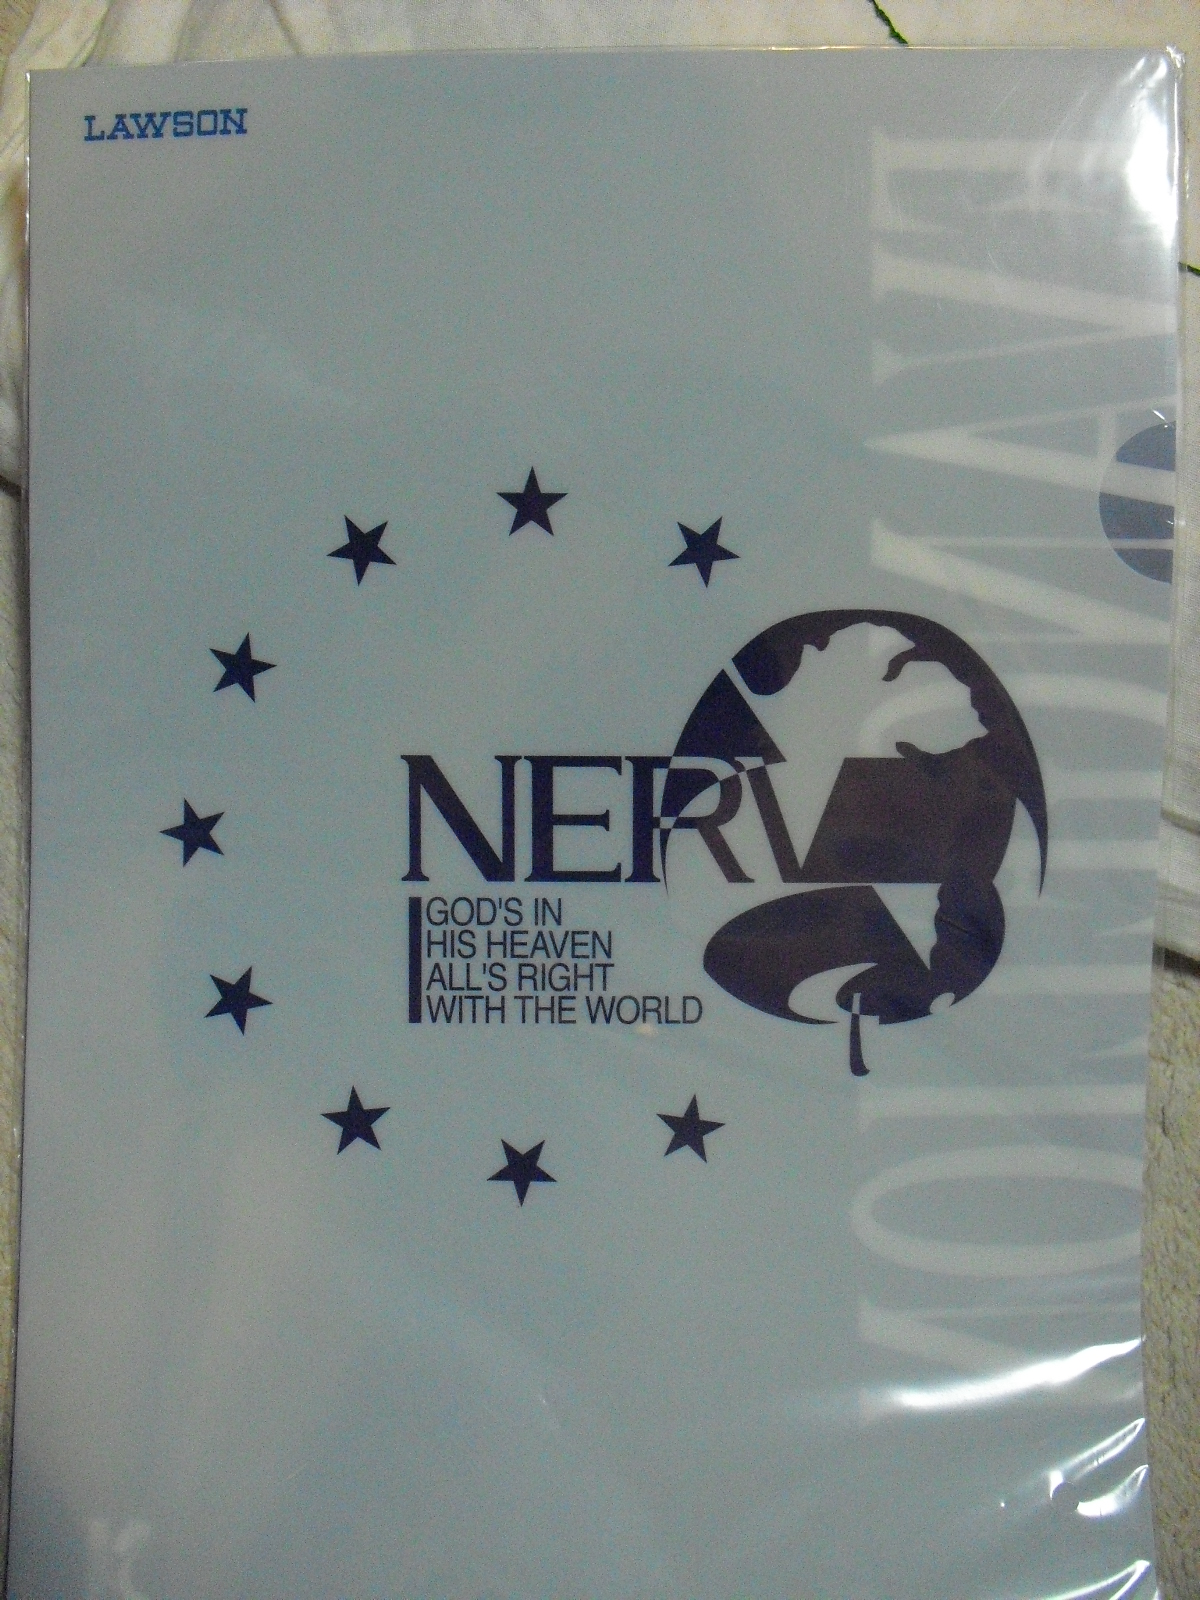 LAWSON
NERV
GOD'S IN
HIS HEAVEN
ALL'S RIGHT
WITH THE WORLD